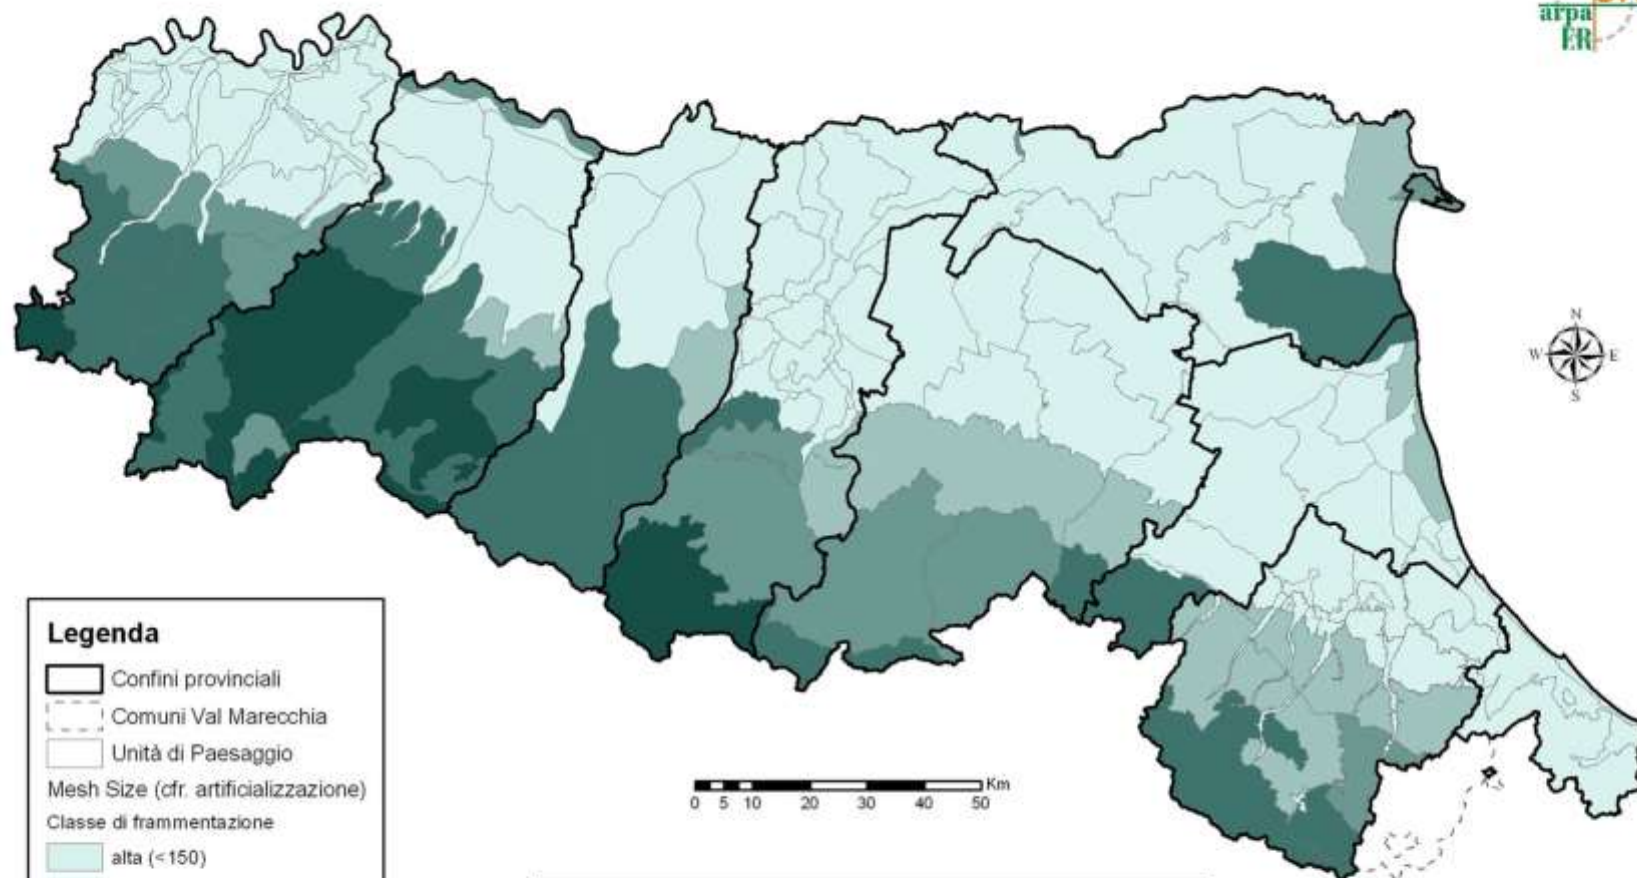 arpa
ER
N
W E
S
Legenda
Confini provinciali
Comuni Val Marecchia
Unità di Paesaggio
Mesh Size (cfr. artificializzazione)
Classe di frammentazione
alta (<150)
Km
0 5 10 20 30 40 50